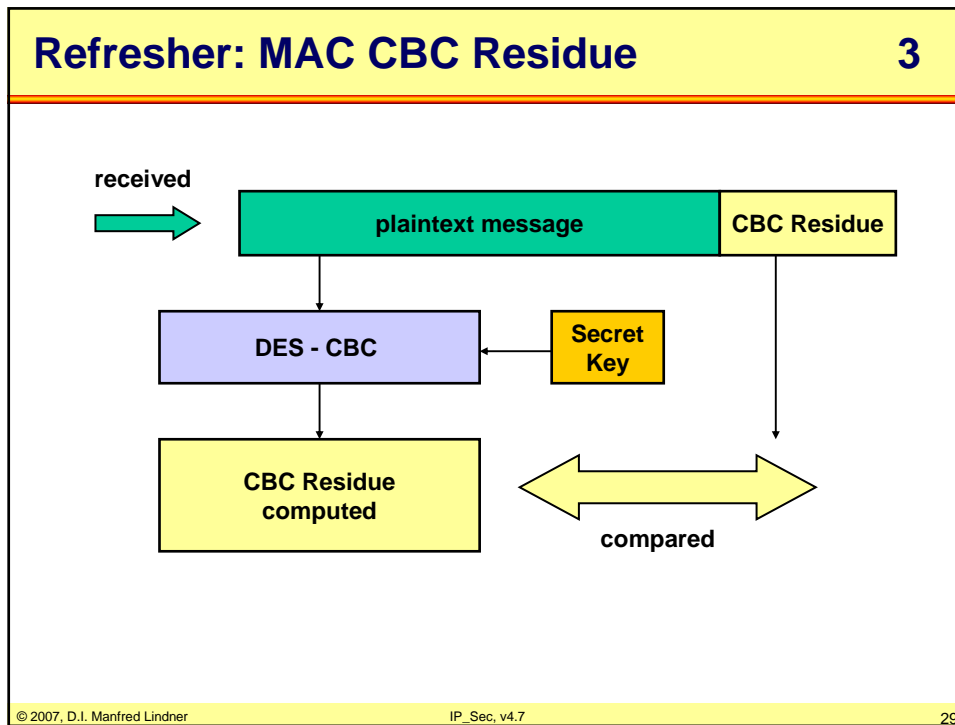 Refresher: MAC CBC Residue 3
received
plaintext message
CBC Residue
DES - CBC
Secret
Key
CBC Residue
computed
compared
© 2007, D.I. Manfred Lindner
IP_Sec, v4.7
29